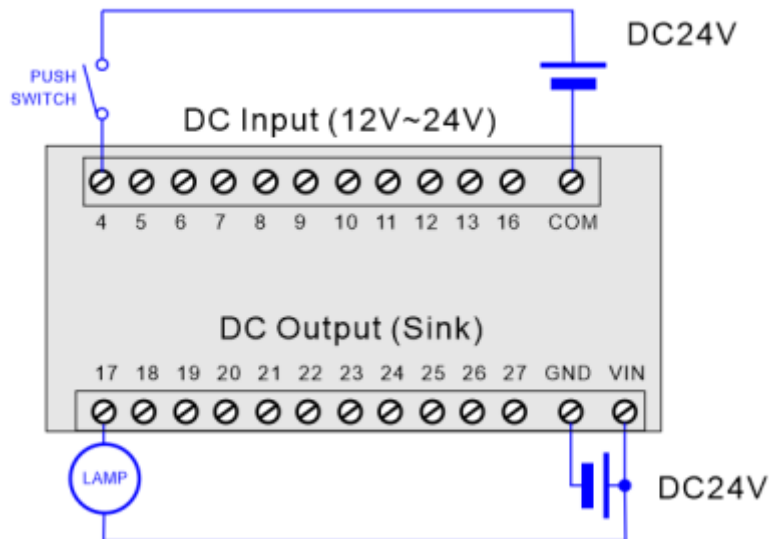 DC24V
PUSH
SWITCH
DC Input (12V~24V)
4 5 6 7 8 9 10 11 12 13 16 COM
DC Output (Sink)
17 18 19 20 21 22 23 24 25 26 27 GND VIN
LAMP
DC24V